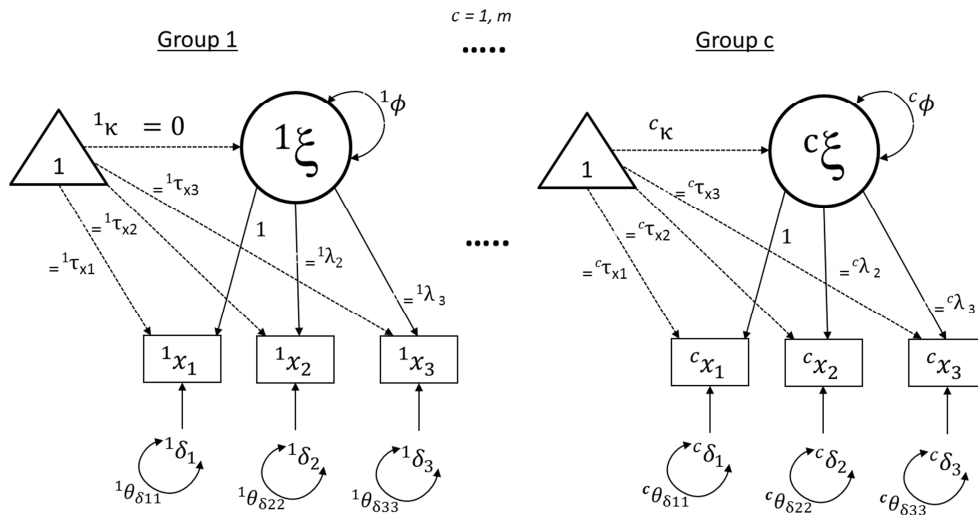 c = 1, m
Group 1
.....
Group c
¹κ = 0
¹ξ
¹ϕ
1
=¹τₓ₃
=¹τₓ₂
=¹τₓ₁
1
=¹λ₂
=¹λ₃
¹x₁ ¹x₂ ¹x₃
¹δ₁ ¹δ₂ ¹δ₃
¹θδ₁₁ ¹θδ₂₂ ¹θδ₃₃
.....
ᶜκ
ᶜξ
ᶜϕ
1
=ᶜτₓ₃
=ᶜτₓ₂
=ᶜτₓ₁
1
=ᶜλ₂
=ᶜλ₃
ᶜx₁ ᶜx₂ ᶜx₃
ᶜδ₁ ᶜδ₂ ᶜδ₃
ᶜθδ₁₁ ᶜθδ₂₂ ᶜθδ₃₃